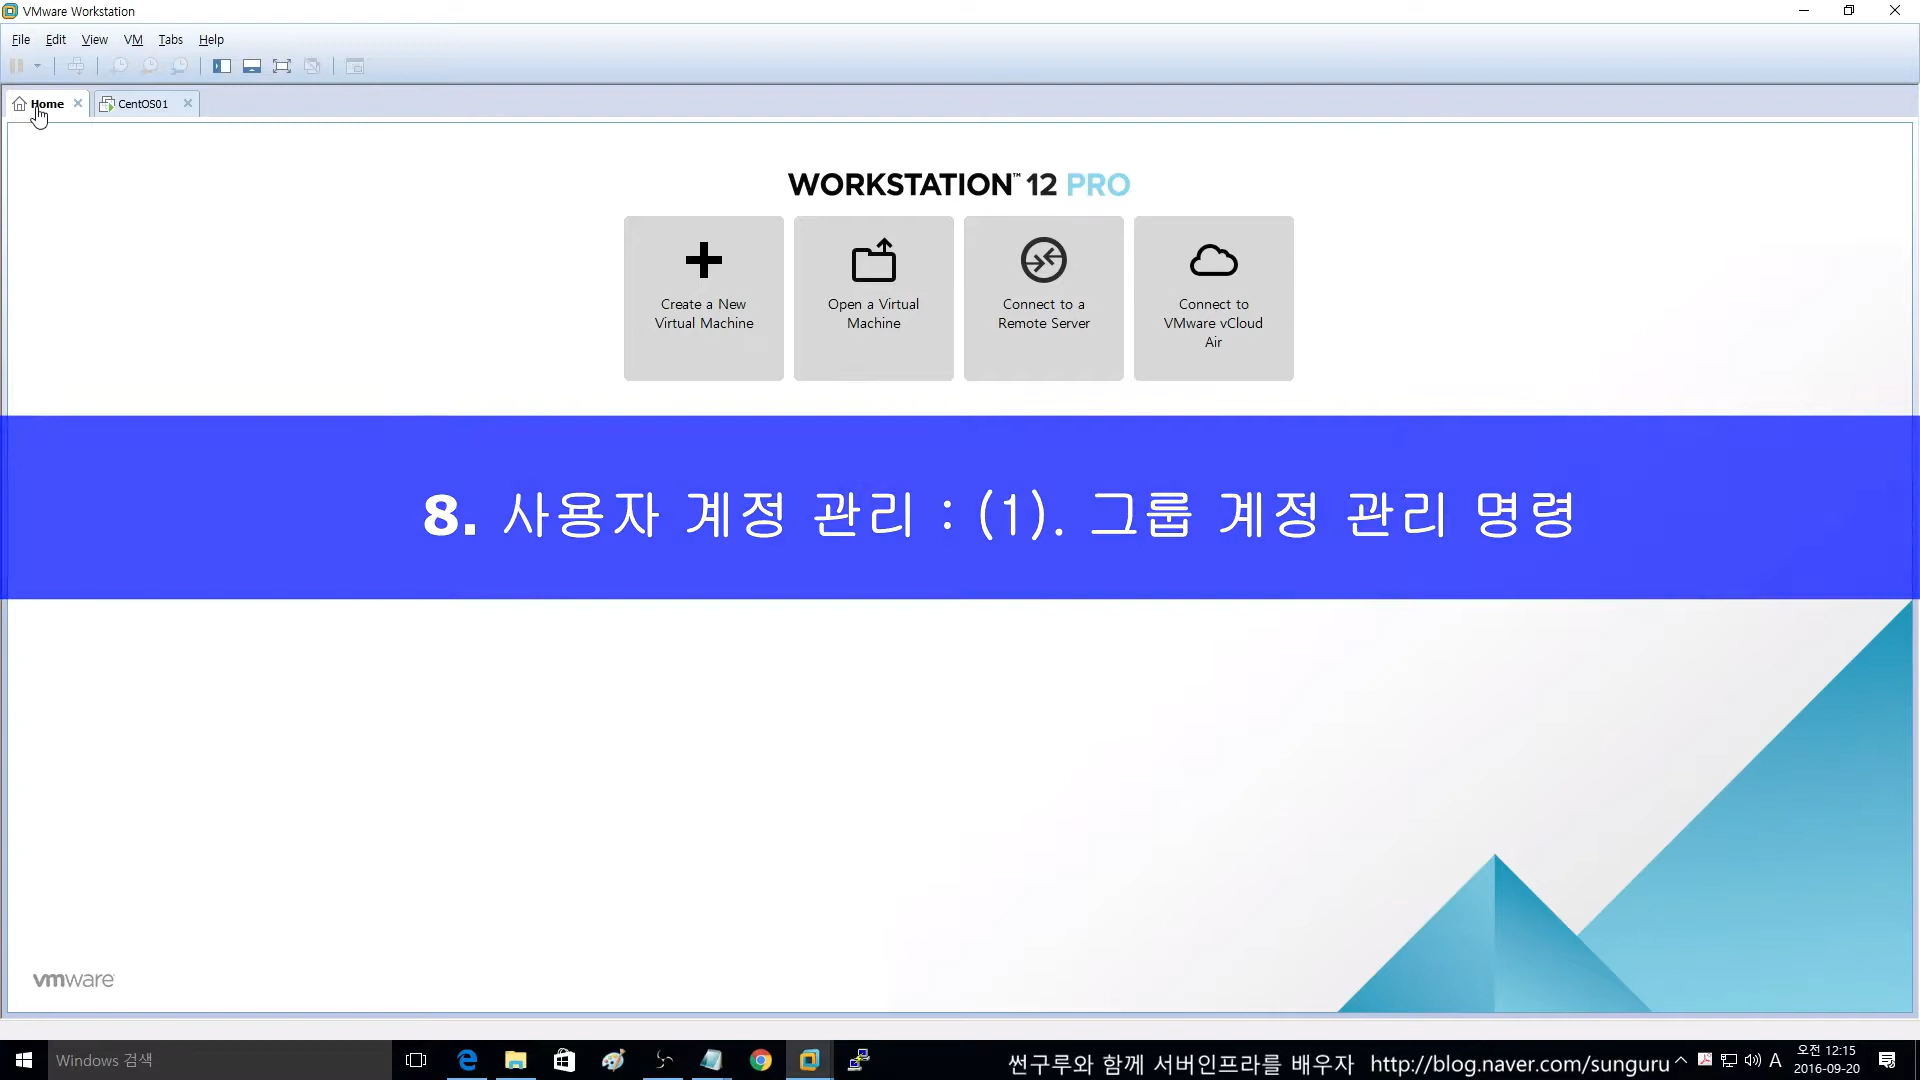 VMware Workstation
File Edit View VM Tabs Help
Home CentOS01
WORKSTATION™ 12 PRO
Create a New
Virtual Machine
Open a Virtual
Machine
Connect to a
Remote Server
Connect to
VMware vCloud
Air
8. 사용자 계정 관리 : (1). 그룹 계정 관리 명령
vmware
Windows 검색
썬구루와 함께 서버인프라를 배우자 http://blog.naver.com/sunguru
A
오전 12:15
2016-09-20